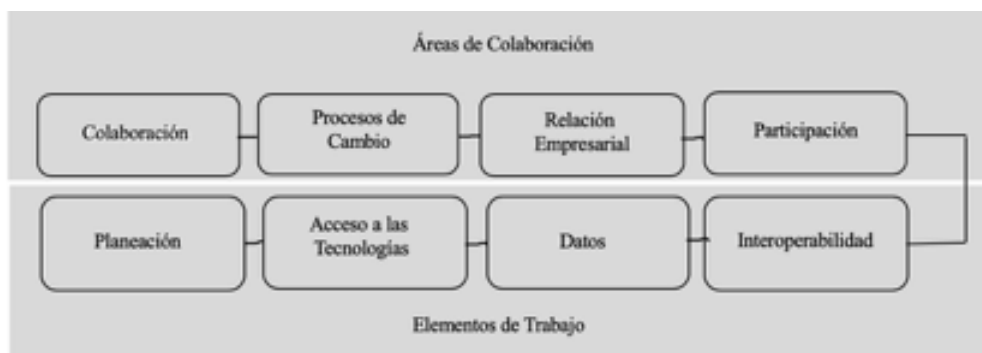 Áreas de Colaboración
Colaboración
Procesos de
Cambio
Relación
Empresarial
Participación
Planeación
Acceso a las
Tecnologías
Datos
Interoperabilidad
Elementos de Trabajo